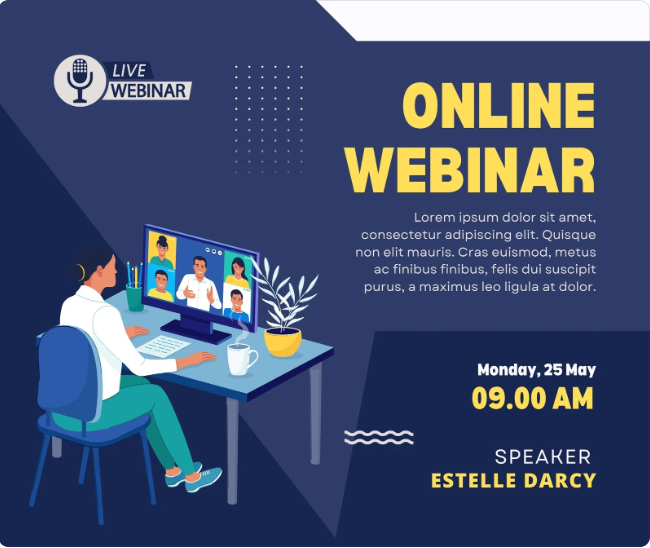 LIVE
WEBINAR
ONLINE
WEBINAR
Lorem ipsum dolor sit amet,
consectetur adipiscing elit. Quisque
non elit mauris. Cras euismod, metus
ac finibus finibus, felis dui suscipit
purus, a maximus leo ligula at dolor.
Monday, 25 May
09.00 AM
SPEAKER
ESTELLE DARCY